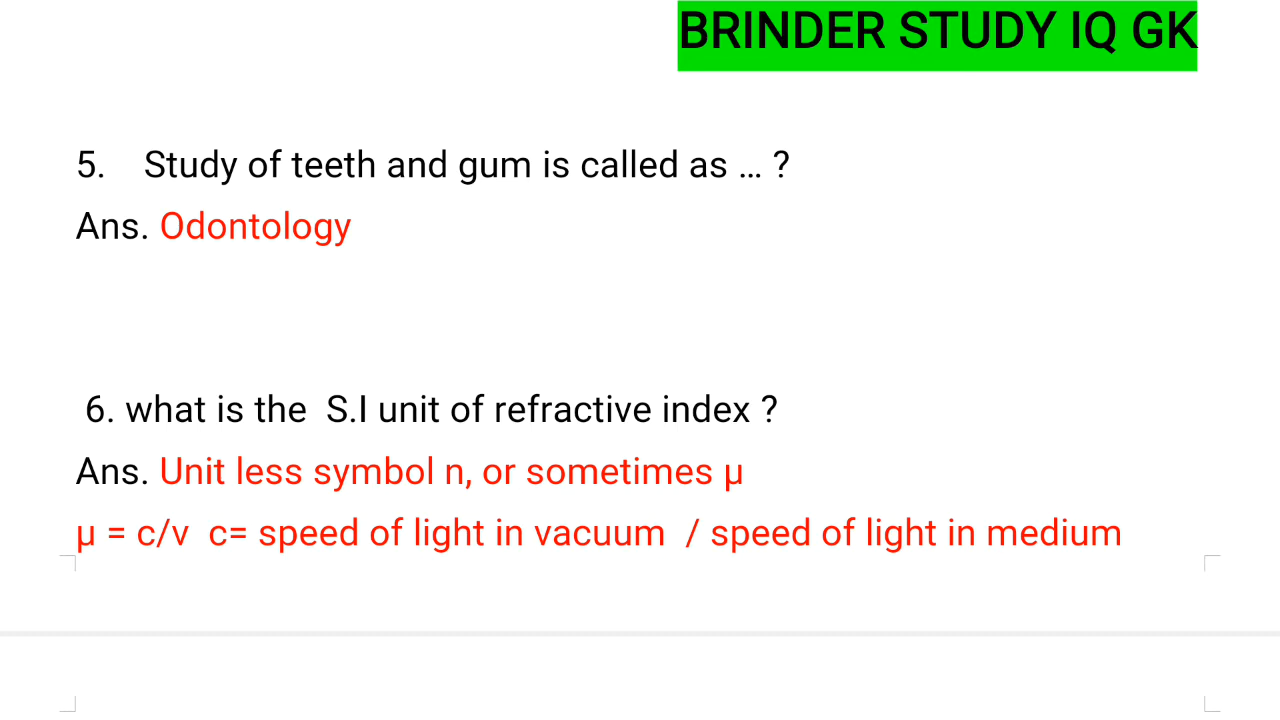 BRINDER STUDY IQ GK
5. Study of teeth and gum is called as ... ?
Ans. Odontology
6. what is the S.I unit of refractive index ?
Ans. Unit less symbol n, or sometimes μ
μ = c/v c= speed of light in vacuum / speed of light in medium